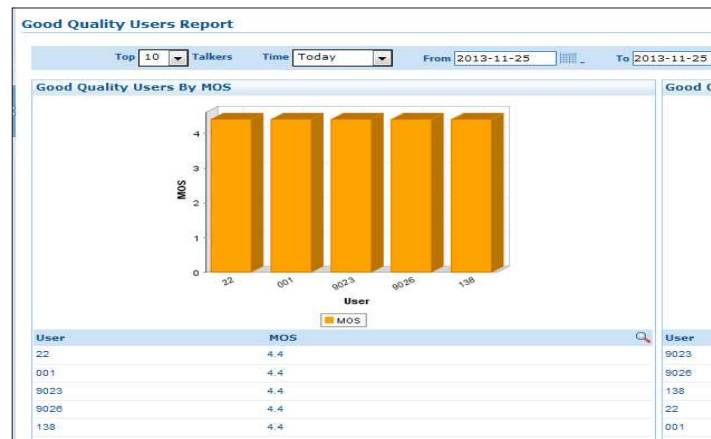 Good Quality Users Report
Top 10 Talkers Time Today From 2013-11-25 To 2013-11-25
Good Quality Users By MOS
4
3
2
1
0
MOS
22 001 9023 9026 138
User
MOS
User MOS
22 4.4
001 4.4
9023 4.4
9026 4.4
138 4.4
Good
User
9023
9026
138
22
001